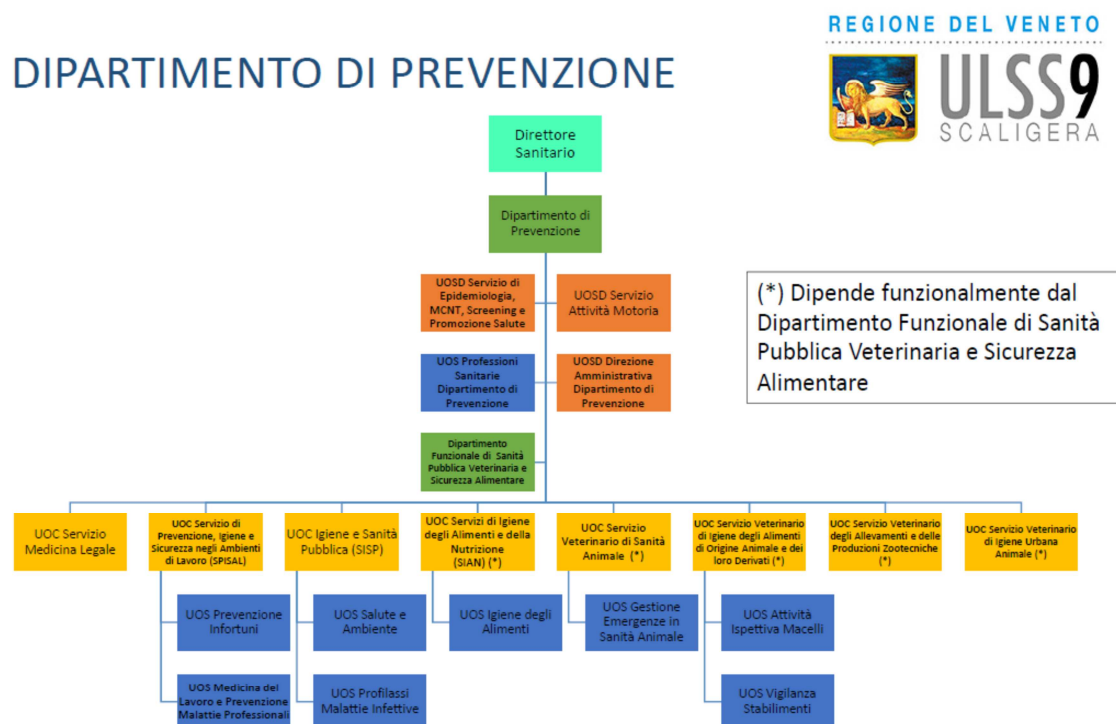 REGIONE DEL VENETO
ULSS9
SCALIGERA
DIPARTIMENTO DI PREVENZIONE
Direttore
Sanitario
Dipartimento di
Prevenzione
UOSD Servizio di
Epidemiologia,
MCNT, Screening e
Promozione Salute
UOSD Servizio
Attività Motoria
(*) Dipende funzionalmente dal
Dipartimento Funzionale di Sanità
Pubblica Veterinaria e Sicurezza
Alimentare
UOS Professioni
Sanitarie
Dipartimento di
Prevenzione
UOSD Direzione
Amministrativa
Dipartimento di
Prevenzione
Dipartimento
Funzionale di Sanità
Pubblica Veterinaria e
Sicurezza Alimentare
UOC Servizio
Medicina Legale
UOC Servizio di
Prevenzione, Igiene e
Sicurezza negli Ambienti
di Lavoro (SPISAL)
UOC Igiene e Sanità
Pubblica (SISP)
UOC Servizi di Igiene
degli Alimenti e della
Nutrizione
(SIAN) (*)
UOC Servizio
Veterinario di Sanità
Animale (*)
UOC Servizio Veterinario
di Igiene degli Alimenti
di Origine Animale e dei
loro Derivati (*)
UOC Servizio Veterinario
degli Allevamenti e delle
Produzioni Zootecniche
(*)
UOC Servizio Veterinario
di Igiene Urbana
Animale (*)
UOS Prevenzione
Infortuni
UOS Salute e
Ambiente
UOS Igiene degli
Alimenti
UOS Gestione
Emergenze in
Sanità Animale
UOS Attività
Ispettiva Macelli
UOS Medicina del
Lavoro e Prevenzione
Malattie Professionali
UOS Profilassi
Malattie Infettive
UOS Vigilanza
Stabilimenti